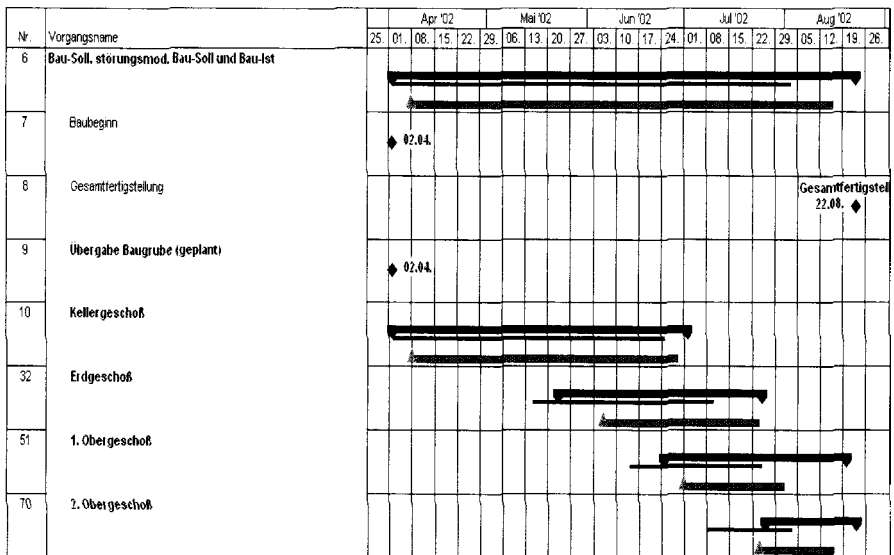 Apr '02 Mai '02 Jun '02 Jul '02 Aug '02
Nr. Vorgangsname 25. 01. 08. 15. 22. 29. 06. 13. 20. 27. 03. 10. 17. 24. 01. 08. 15. 22. 29. 05. 12. 19. 26.
6 Bau-Soll, störungsmod. Bau-Soll und Bau-Ist
7 Baubeginn
02.04.
8 Gesamtfertigstellung Gesamtfertigstel
22.08.
9 Übergabe Baugrube (geplant)
02.04.
10 Kellergeschoß
32 Erdgeschoß
51 1. Obergeschoß
70 2. Obergeschoß